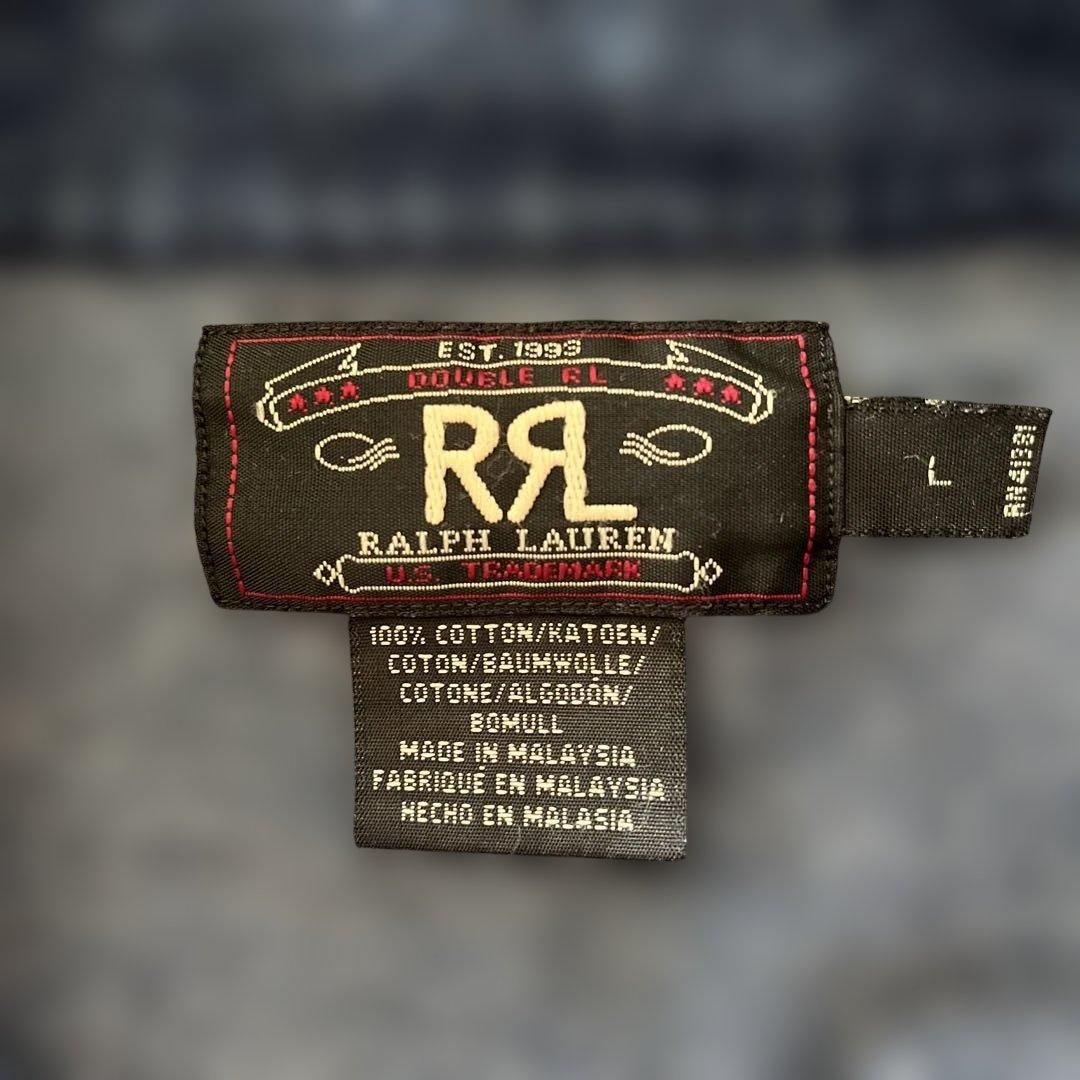 EST. 1993
DOUBLE RL
RRL
RALPH LAUREN
U.S. TRADEMARK
L
RN41381
100% COTTON/KATOEN/
COTON/BAUMWOLLE/
COTONE/ALGODÓN/
BOMULL
MADE IN MALAYSIA
FABRIQUÉ EN MALAYSIA
HECHO EN MALASIA